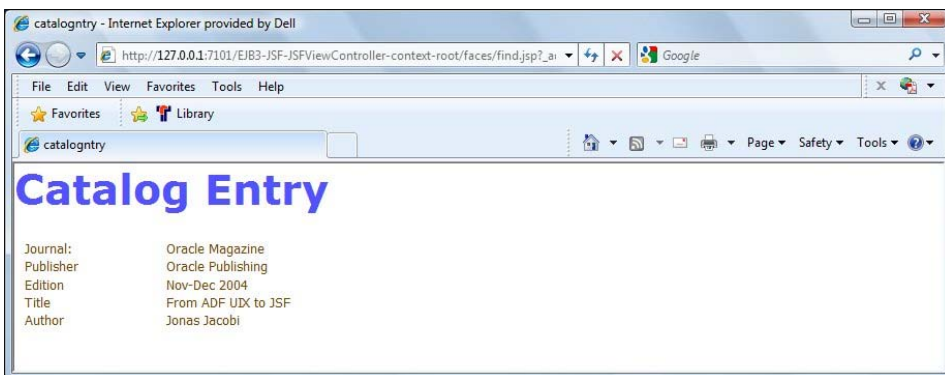 catalogntry - Internet Explorer provided by Dell
http://127.0.0.1:7101/EJB3-JSF-JSFViewController-context-root/faces/find.jsp?_a
Google
File Edit View Favorites Tools Help
Favorites Library
catalogntry
Page Safety Tools
Catalog Entry
Journal: Oracle Magazine
Publisher Oracle Publishing
Edition Nov-Dec 2004
Title From ADF UIX to JSF
Author Jonas Jacobi